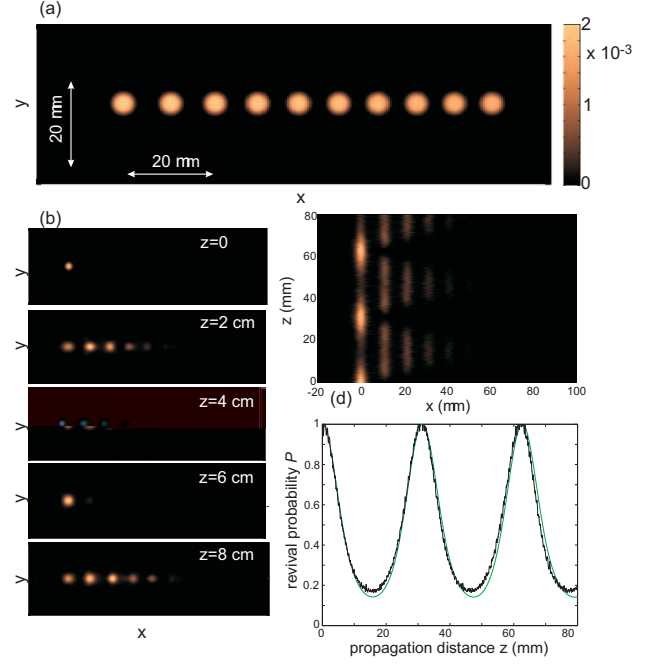 (a)
2
x 10⁻³
1
0
y
20 mm
20 mm
x
(b)
z=0
y
z=2 cm
y
z=4 cm
y
z=6 cm
y
z=8 cm
y
x
80
60
40
20
0
z (mm)
-20 0 20 40 60 80 100
x (mm)
(d)
1
0.8
0.6
0.4
0.2
0
revival probability P
0 20 40 60 80
propagation distance z (mm)